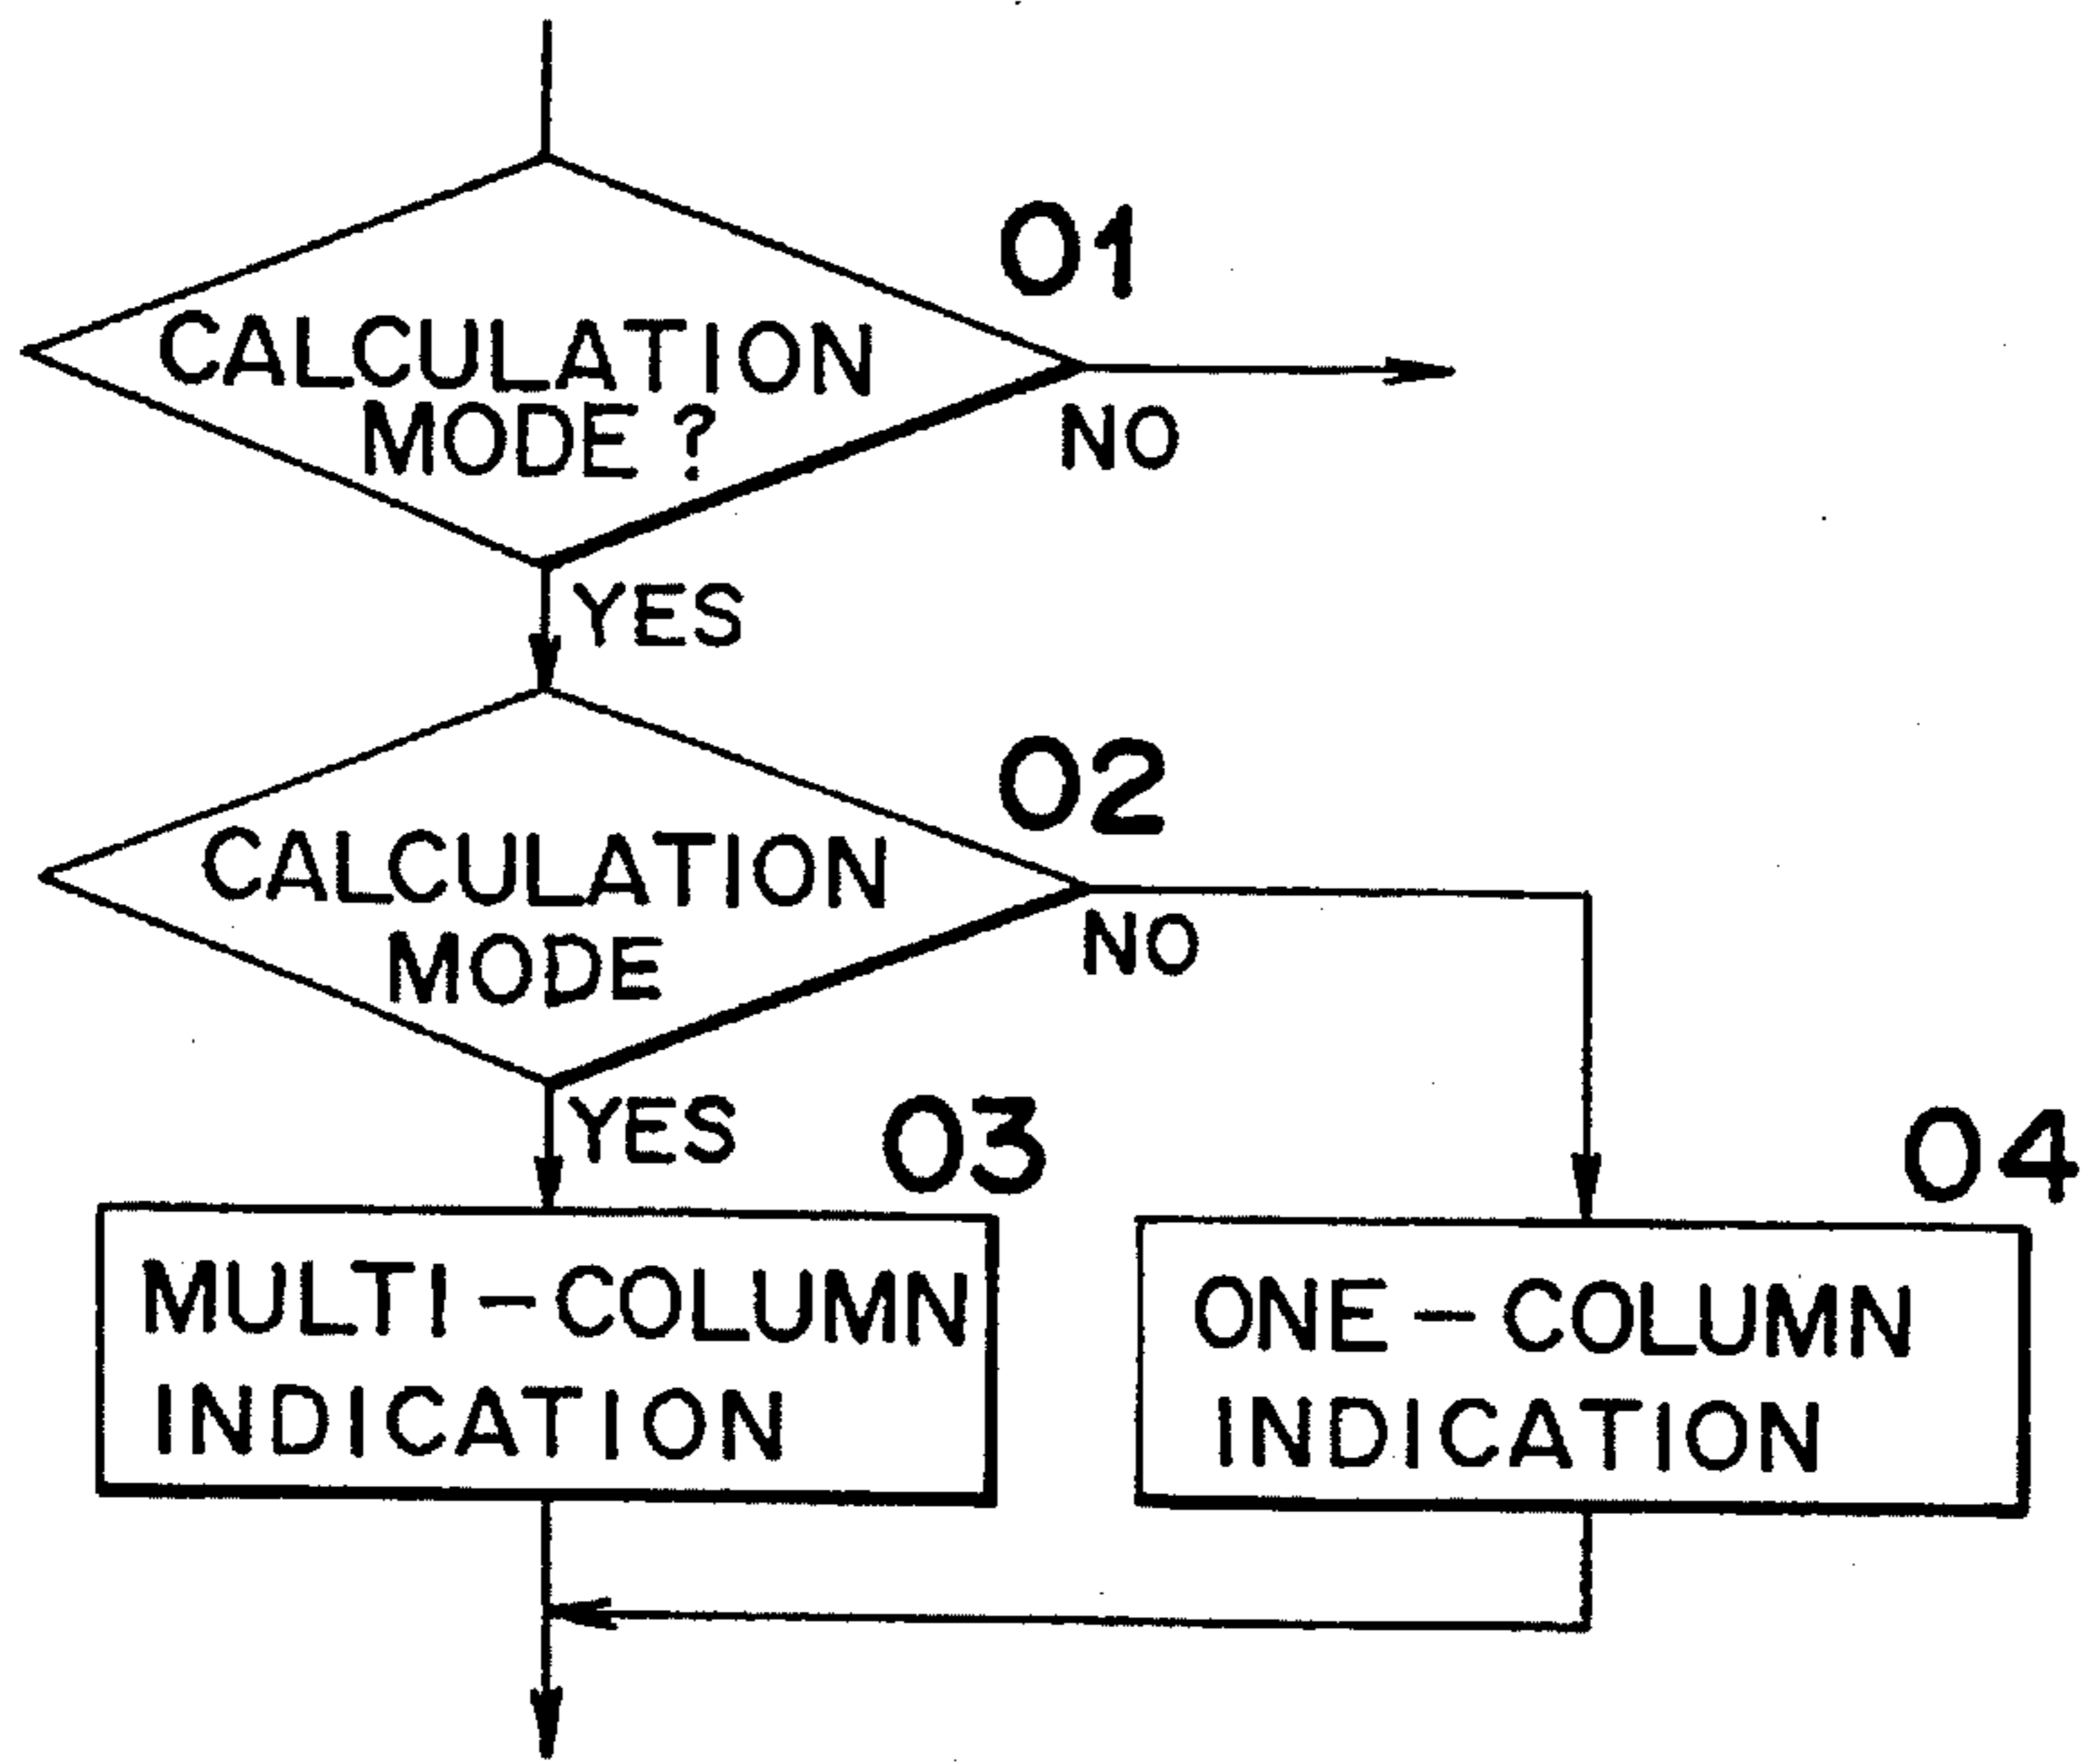 01
CALCULATION
MODE ?
NO
YES
02
CALCULATION
MODE
NO
YES
03
MULTI-COLUMN
INDICATION
04
ONE-COLUMN
INDICATION